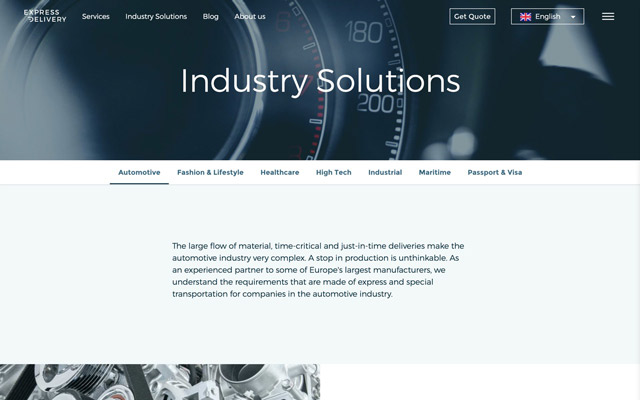 EXPRESS
DELIVERY
Services
Industry Solutions
Blog
About us
Get Quote
English
180
200
Industry Solutions
Automotive
Fashion & Lifestyle
Healthcare
High Tech
Industrial
Maritime
Passport & Visa
The large flow of material, time-critical and just-in-time deliveries make the
automotive industry very complex. A stop in production is unthinkable. As
an experienced partner to some of Europe's largest manufacturers, we
understand the requirements that are made of express and special
transportation for companies in the automotive industry.